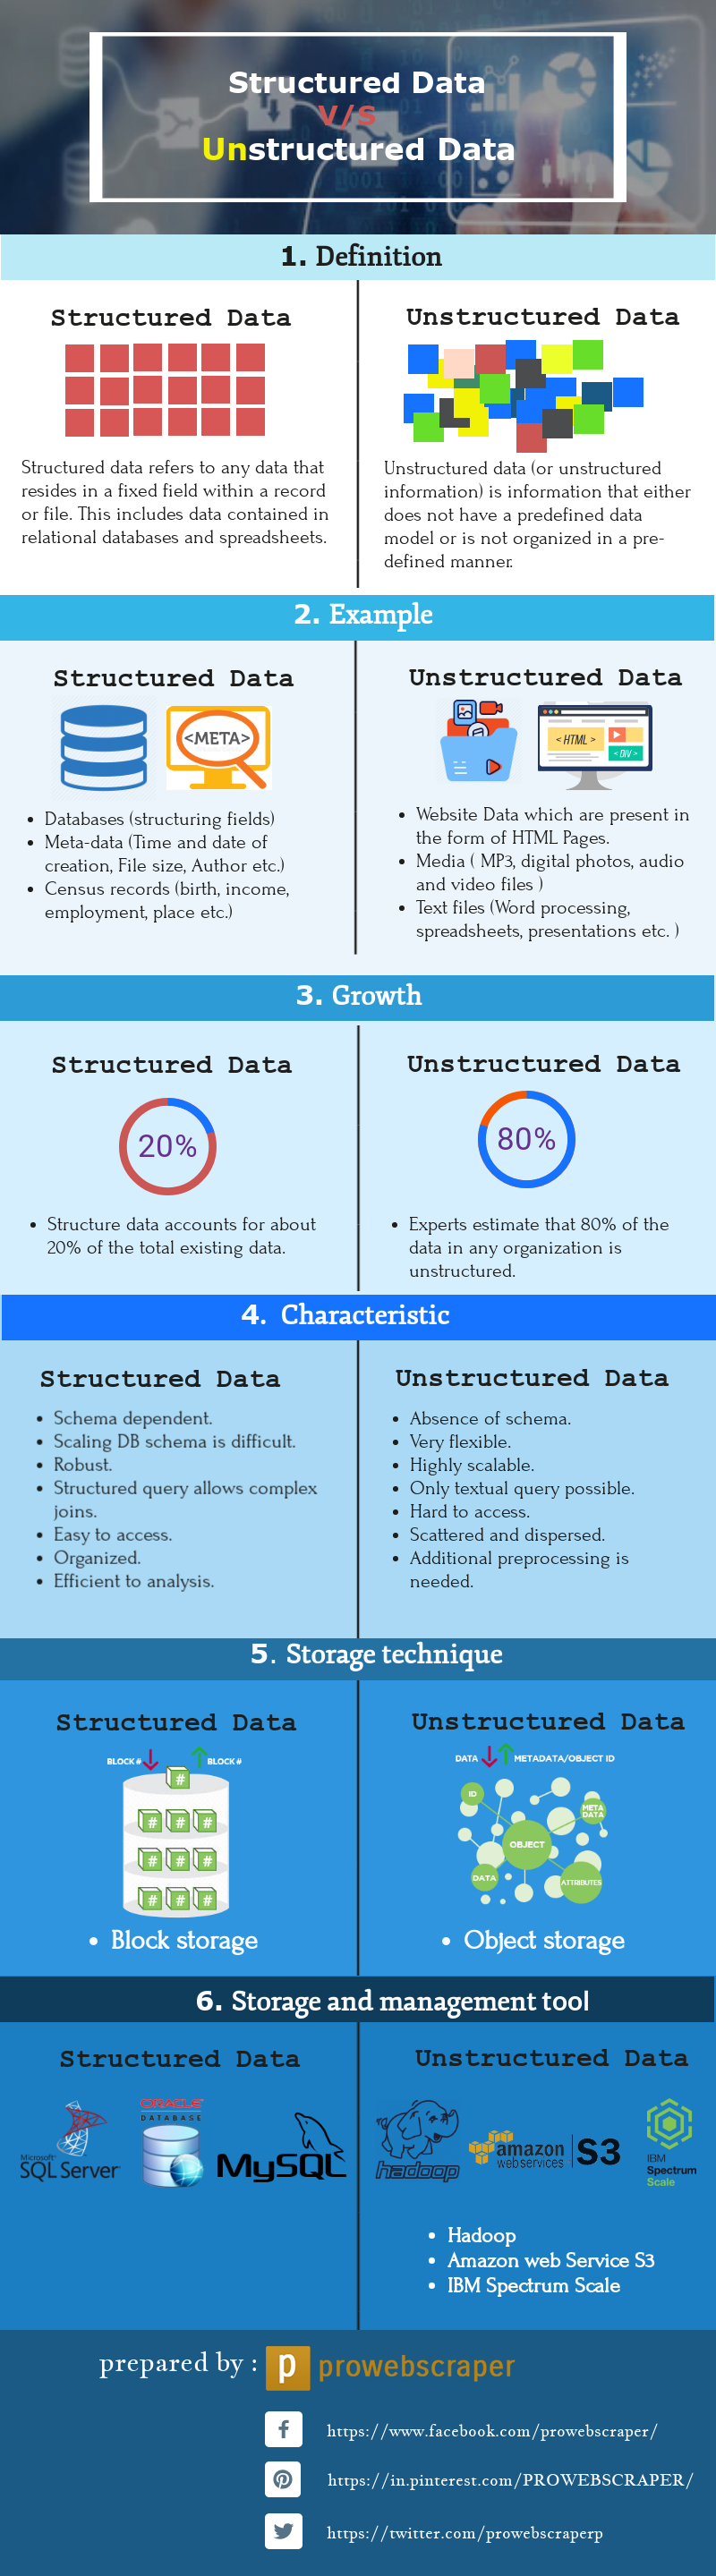 Structured Data
V/S
Unstructured Data
1. Definition
Structured Data
Structured data refers to any data that
resides in a fixed field within a record
or file. This includes data contained in
relational databases and spreadsheets.
Unstructured Data
Unstructured data (or unstructured
information) is information that either
does not have a predefined data
model or is not organized in a pre-
defined manner.
2. Example
Structured Data
<META>
• Databases (structuring fields)
• Meta-data (Time and date of
creation, File size, Author etc.)
• Census records (birth, income,
employment, place etc.)
Unstructured Data
< HTML >
< DIV >
• Website Data which are present in
the form of HTML Pages.
• Media ( MP3, digital photos, audio
and video files )
• Text files (Word processing,
spreadsheets, presentations etc. )
3. Growth
Structured Data
20%
• Structure data accounts for about
20% of the total existing data.
Unstructured Data
80%
• Experts estimate that 80% of the
data in any organization is
unstructured.
4. Characteristic
Structured Data
• Schema dependent.
• Scaling DB schema is difficult.
• Robust.
• Structured query allows complex
joins.
• Easy to access.
• Organized.
• Efficient to analysis.
Unstructured Data
• Absence of schema.
• Very flexible.
• Highly scalable.
• Only textual query possible.
• Hard to access.
• Scattered and dispersed.
• Additional preprocessing is
needed.
5. Storage technique
Structured Data
BLOCK # BLOCK #
#
# # #
# # #
# # #
• Block storage
Unstructured Data
DATA METADATA/OBJECT ID
ID
META
DATA
OBJECT
DATA
ATTRIBUTES
• Object storage
6. Storage and management tool
Structured Data
Microsoft
SQL Server
ORACLE
DATABASE
MySQL
Unstructured Data
hadoop
amazon
webservices
S3
IBM
Spectrum
Scale
• Hadoop
• Amazon web Service S3
• IBM Spectrum Scale
prepared by : p prowebscraper
https://www.facebook.com/prowebscraper/
https://in.pinterest.com/PROWEBSCRAPER/
https://twitter.com/prowebscraperp